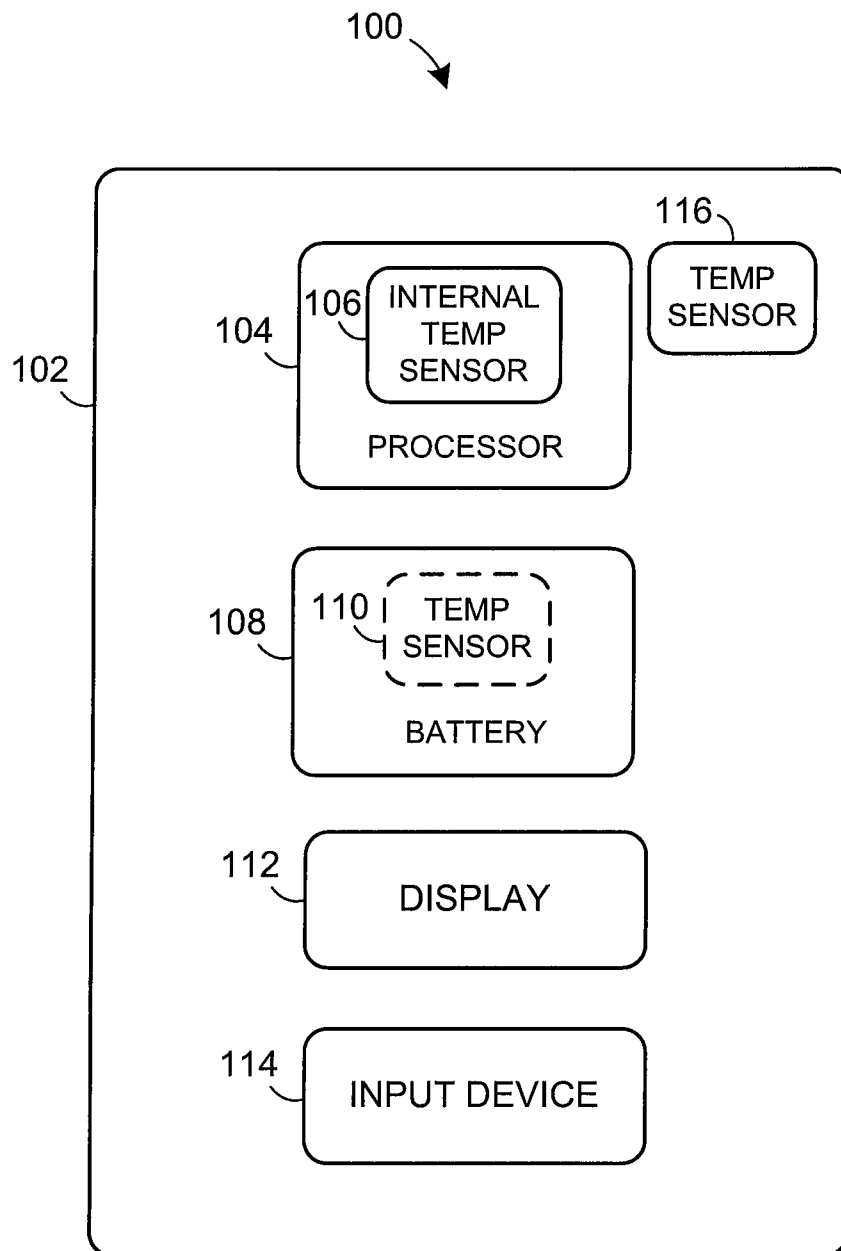 100
116
TEMP
SENSOR
106
INTERNAL
TEMP
SENSOR
104
102
PROCESSOR
110
TEMP
SENSOR
108
BATTERY
112
DISPLAY
114
INPUT DEVICE